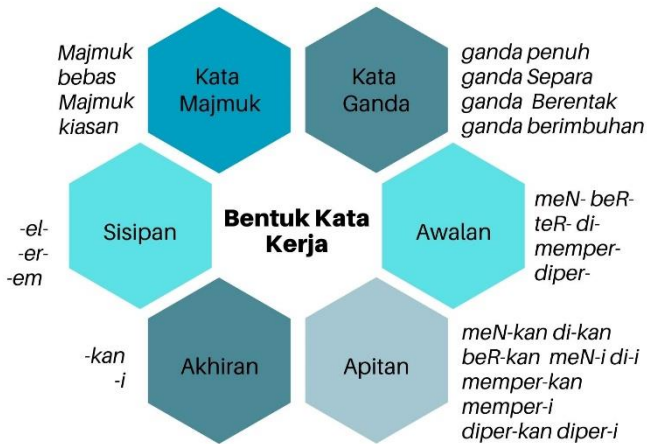 Majmuk
bebas
Majmuk
kiasan
Kata
Majmuk
Kata
Ganda
ganda penuh
ganda Separa
ganda Berentak
ganda berimbuhan
-el-
-er-
-em
Sisipan
Bentuk Kata
Kerja
Awalan
meN- beR-
teR- di-
memper-
diper-
-kan
-i
Akhiran
Apitan
meN-kan di-kan
beR-kan meN-i di-i
memper-kan
memper-i
diper-kan diper-i